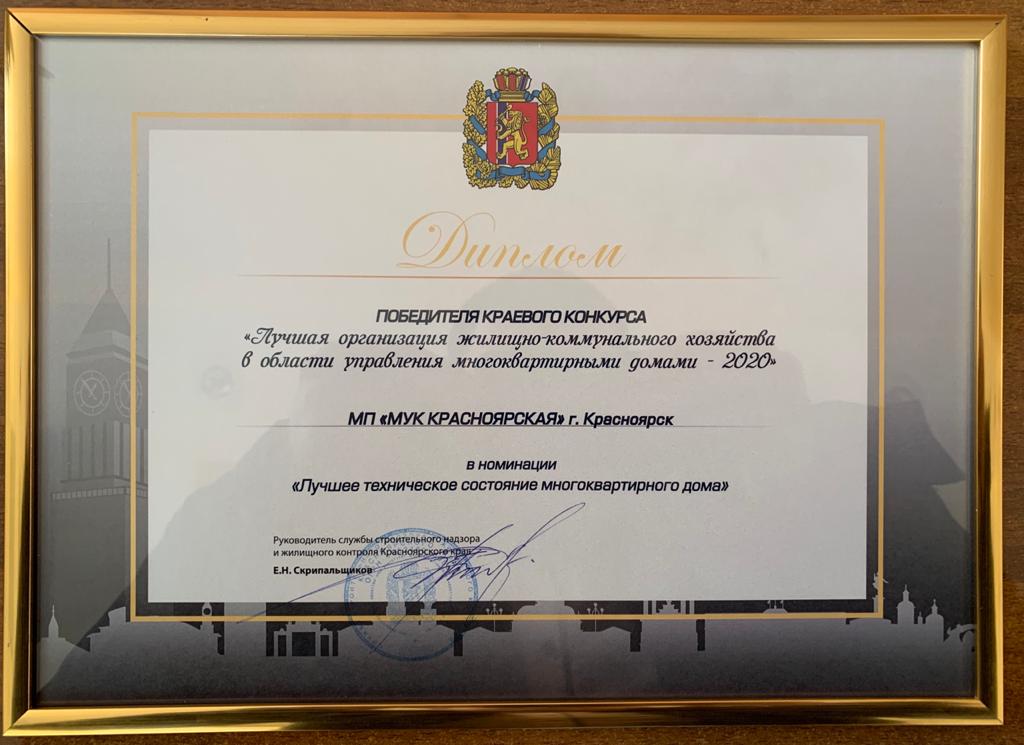 Диплом
ПОБЕДИТЕЛЯ КРАЕВОГО КОНКУРСА
«Лучшая организация жилищно-коммунального хозяйства
в области управления многоквартирными домами - 2020»
МП «МУК КРАСНОЯРСКАЯ» г. Красноярск
в номинации
«Лучшее техническое состояние многоквартирного дома»
Руководитель службы строительного надзора
и жилищного контроля Красноярского края
Е.Н. Скрипальщиков